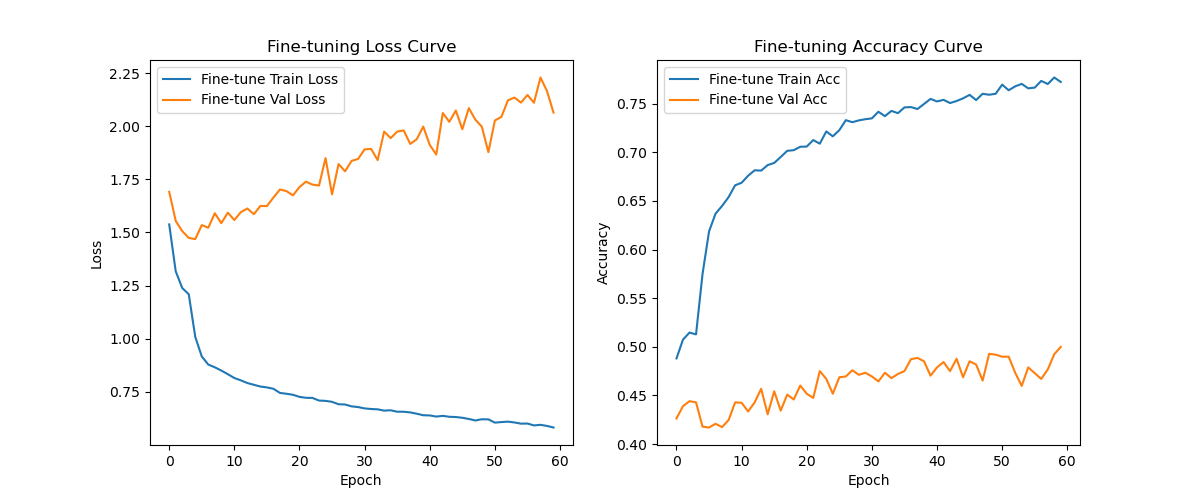 Fine-tuning Loss Curve
Fine-tune Train Loss
Fine-tune Val Loss
2.25
2.00
1.75
1.50
1.25
1.00
0.75
Loss
0 10 20 30 40 50 60
Epoch
Fine-tuning Accuracy Curve
Fine-tune Train Acc
Fine-tune Val Acc
0.75
0.70
0.65
0.60
0.55
0.50
0.45
0.40
Accuracy
0 10 20 30 40 50 60
Epoch